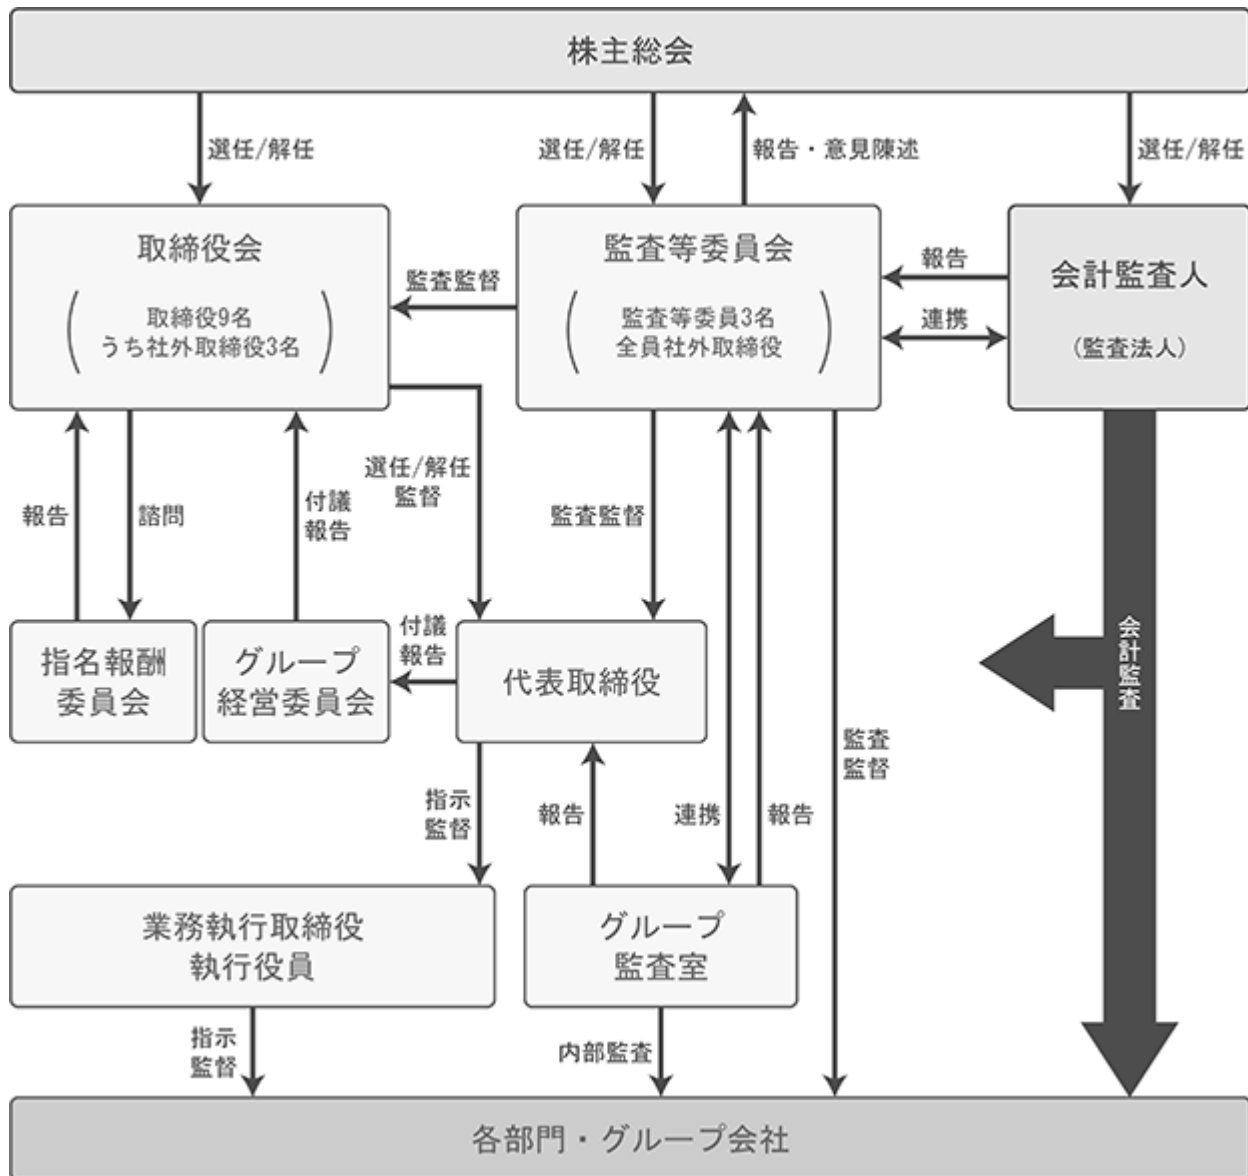 株主総会
選任/解任
選任/解任
報告・意見陳述
選任/解任
取締役会
取締役9名
うち社外取締役3名
監査監督
監査等委員会
監査等委員3名
全員社外取締役
報告
連携
会計監査人
(監査法人)
報告
諮問
付議
報告
選任/解任
監督
監査監督
指名報酬
委員会
グループ
経営委員会
付議
報告
代表取締役
会計監査
監査
監督
指示
監督
報告
連携
報告
業務執行取締役
執行役員
グループ
監査室
指示
監督
内部監査
各部門・グループ会社